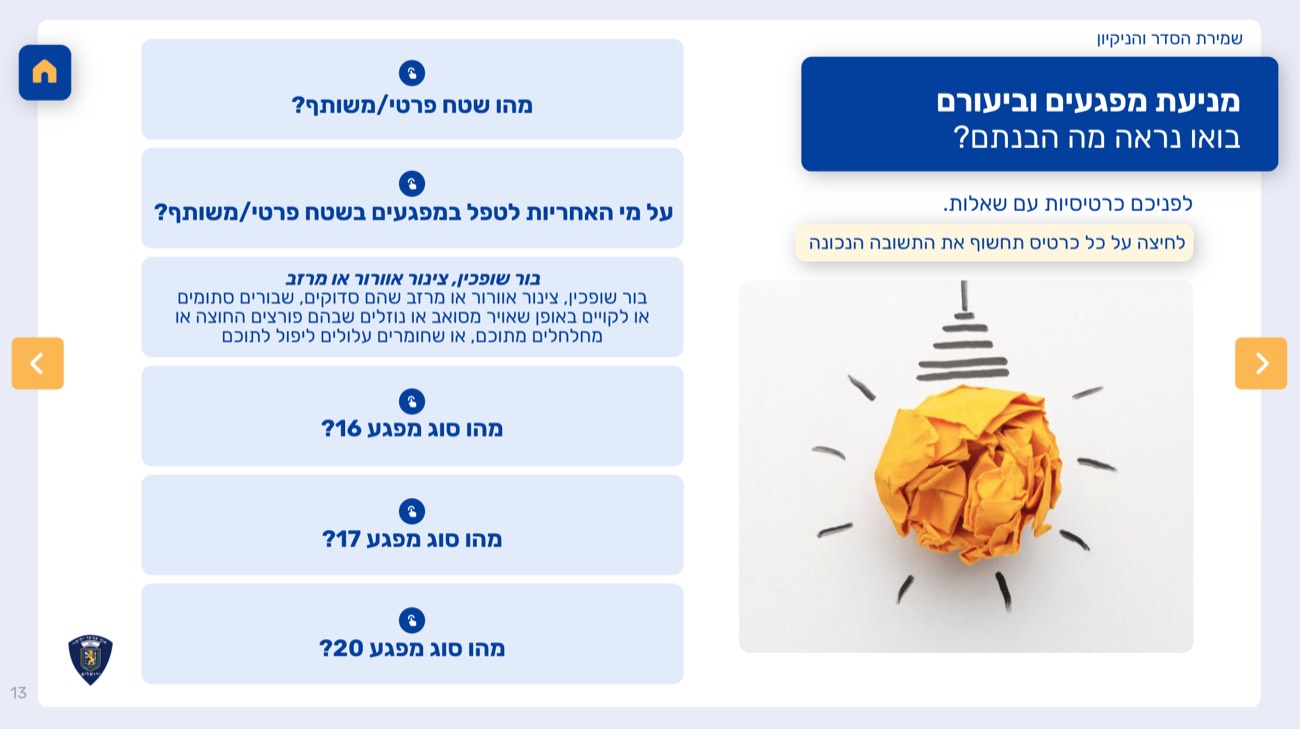 שמירת הסדר והניקיון
מניעת מפגעים וביעורם
בואו נראה מה הבנתם?
לפניכם כרטיסיות עם שאלות.
לחיצה על כל כרטיס תחשוף את התשובה הנכונה
מהו שטח פרטי/משותף?
על מי האחריות לטפל במפגעים בשטח פרטי/משותף?
בור שופכין, צינור אוורור או מרזב
בור שופכין, צינור אוורור או מרזב שהם סדוקים, שבורים סתומים
או לקויים באופן שאויר מסואב או נוזלים שבהם פורצים החוצה או
מחלחלים מתוכם, או שחומרים עלולים ליפול לתוכם
מהו סוג מפגע 16?
מהו סוג מפגע 17?
מהו סוג מפגע 20?
ירושלים
13